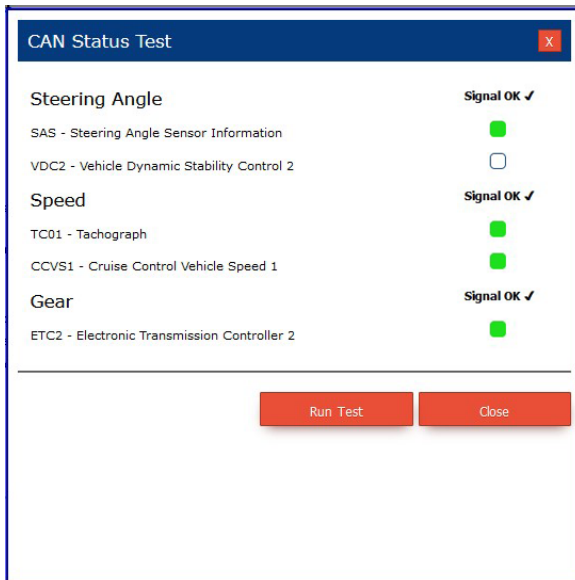 CAN Status Test X
Steering Angle Signal OK ✓
SAS - Steering Angle Sensor Information
VDC2 - Vehicle Dynamic Stability Control 2
Speed Signal OK ✓
TC01 - Tachograph
CCVS1 - Cruise Control Vehicle Speed 1
Gear Signal OK ✓
ETC2 - Electronic Transmission Controller 2
Run Test Close